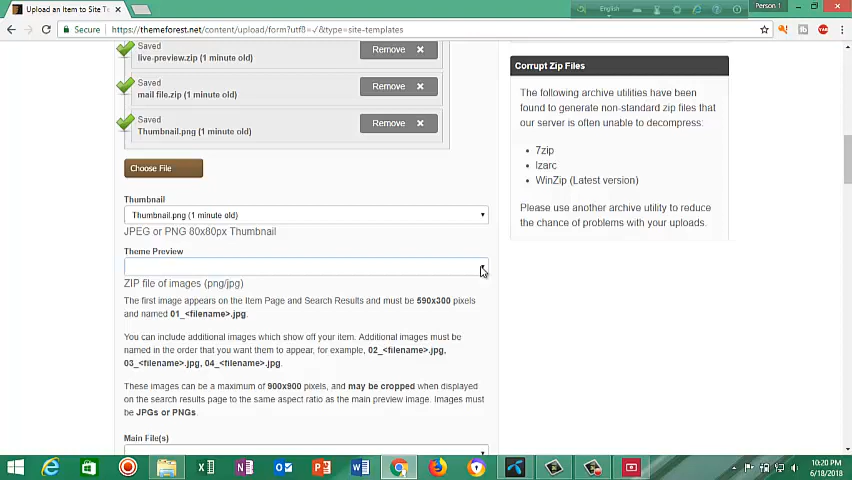 Upload an Item to Site Te
English
Person 1
Secure
https://themeforest.net/content/upload/form?utf8=✓&type=site-templates
Saved
live-preview.zip (1 minute old)
Remove
Saved
mail file.zip (1 minute old)
Remove
Saved
Thumbnail.png (1 minute old)
Remove
Choose File
Thumbnail
Thumbnail.png (1 minute old)
JPEG or PNG 80x80px Thumbnail
Theme Preview
ZIP file of images (png/jpg)
The first image appears on the Item Page and Search Results and must be 590x300 pixels
and named 01_<filename>.jpg.
You can include additional images which show off your item. Additional images must be
named in the order that you want them to appear, for example, 02_<filename>.jpg,
03_<filename>.jpg, 04_<filename>.jpg.
These images can be a maximum of 900x900 pixels, and may be cropped when displayed
on the search results page to the same aspect ratio as the main preview image. Images must
be JPGs or PNGs.
Main File(s)
Corrupt Zip Files
The following archive utilities have been
found to generate non-standard zip files that
our server is often unable to decompress:
7zip
Izarc
WinZip (Latest version)
Please use another archive utility to reduce
the chance of problems with your uploads.
10:20 PM
6/18/2018